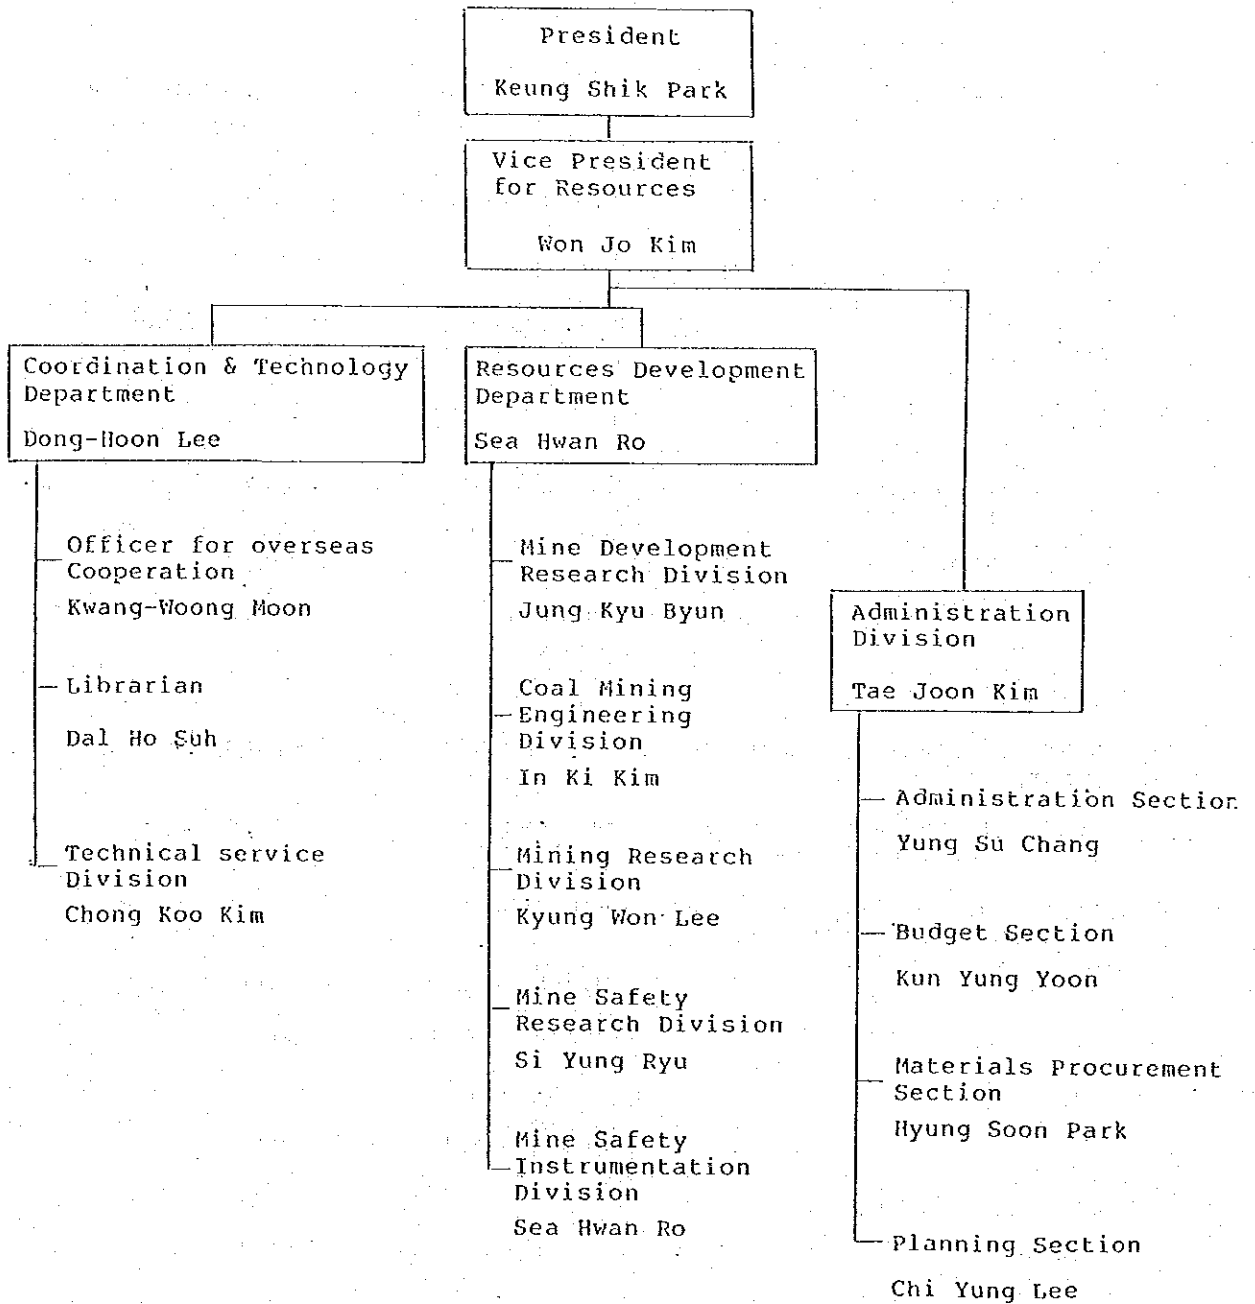 President
Keung Shik Park
Vice President
for Resources
Won Jo Kim
Coordination & Technology
Department
Dong-Hoon Lee
Resources Development
Department
Sea Hwan Ro
Officer for overseas
Cooperation
Kwang-Woong Moon
Librarian
Dal Ho Suh
Technical service
Division
Chong Koo Kim
Mine Development
Research Division
Jung Kyu Byun
Coal Mining
Engineering
Division
In Ki Kim
Mining Research
Division
Kyung Won Lee
Mine Safety
Research Division
Si Yung Ryu
Mine Safety
Instrumentation
Division
Sea Hwan Ro
Administration
Division
Tae Joon Kim
Administration Section
Yung Su Chang
Budget Section
Kun Yung Yoon
Materials Procurement
Section
Hyung Soon Park
Planning Section
Chi Yung Lee